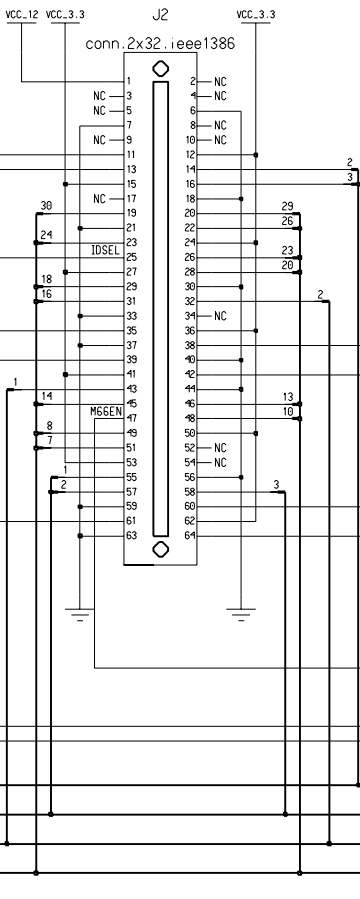 J2
VCC_12 VCC_3.3 VCC_3.3
conn.2x32.ieee1386
1 2 NC
NC 3 4 NC
NC 5 6
7 8 NC
NC 9 10 NC
11 12
13 14 2
15 16 3
NC 17 18
30 19 20 29
21 22 26
24 23 24
IDSEL 25 26 23
27 28 20
18 29 30
16 31 32 2
33 34 NC
35 36
37 38
39 40
41 42
1 43 44
14 45 46 13
M66EN 47 48 10
8 49 50
7 51 52 NC
53 54 NC
1 55 56
2 57 58 3
59 60
61 62
63 64